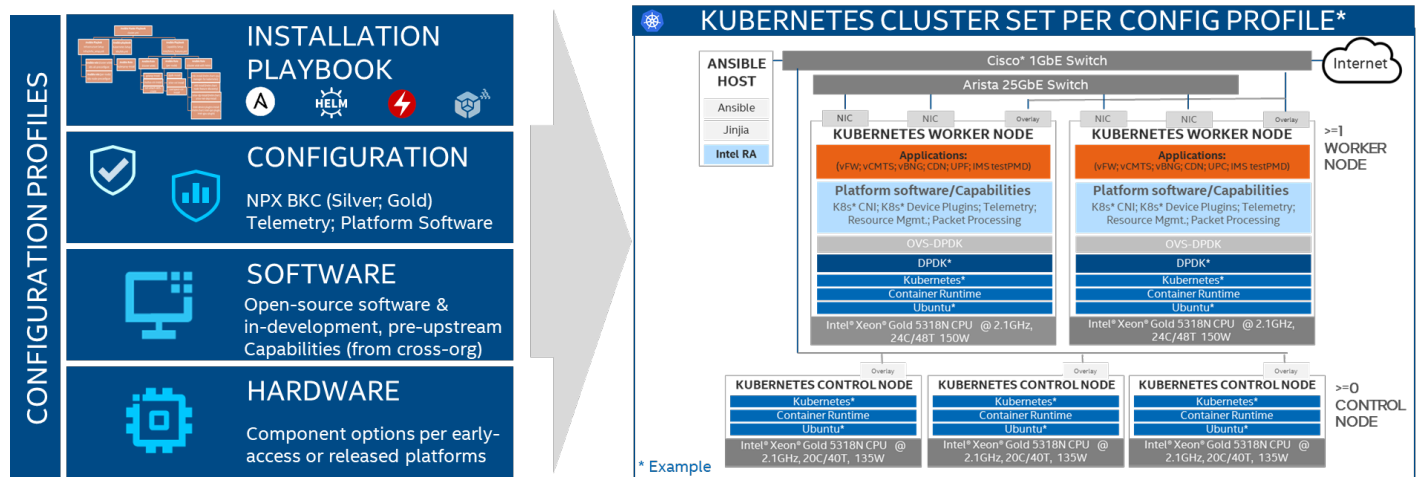 CONFIGURATION PROFILES
INSTALLATION
PLAYBOOK
HELM
CONFIGURATION
NPX BKC (Silver; Gold)
Telemetry; Platform Software
SOFTWARE
Open-source software &
in-development, pre-upstream
Capabilities (from cross-org)
HARDWARE
Component options per early-
access or released platforms
KUBERNETES CLUSTER SET PER CONFIG PROFILE*
ANSIBLE
HOST
Ansible
Jinjia
Intel RA
Cisco* 1GbE Switch
Arista 25GbE Switch
Internet
NIC
NIC
Overlay
KUBERNETES WORKER NODE
Applications:
(vFW; vCMTS; vBNG; CDN; UPF; IMS testPMD)
Platform software/Capabilities
K8s* CNI; K8s* Device Plugins; Telemetry;
Resource Mgmt.; Packet Processing
OVS-DPDK
DPDK*
Kubernetes*
Container Runtime
Ubuntu*
Intel® Xeon® Gold 5318N CPU @ 2.1GHz,
24C/48T 150W
NIC
NIC
Overlay
KUBERNETES WORKER NODE
Applications:
(vFW; vCMTS; vBNG; CDN; UPC; IMS testPMD)
Platform software/Capabilities
K8s* CNI; K8s* Device Plugins; Telemetry;
Resource Mgmt.; Packet Processing
OVS-DPDK
DPDK*
Kubernetes*
Container Runtime
Ubuntu*
Intel® Xeon® Gold 5318N CPU @ 2.1GHz,
24C/48T 150W
>=1
WORKER
NODE
Overlay
KUBERNETES CONTROL NODE
Kubernetes*
Container Runtime
Ubuntu*
Intel® Xeon® Gold 5318N CPU @
2.1GHz, 20C/40T, 135W
Overlay
KUBERNETES CONTROL NODE
Kubernetes*
Container Runtime
Ubuntu*
Intel® Xeon® Gold 5318N CPU @
2.1GHz, 20C/40T, 135W
Overlay
KUBERNETES CONTROL NODE
Kubernetes*
Container Runtime
Ubuntu*
Intel® Xeon® Gold 5318N CPU @
2.1GHz, 20C/40T, 135W
>=0
CONTROL
NODE
* Example